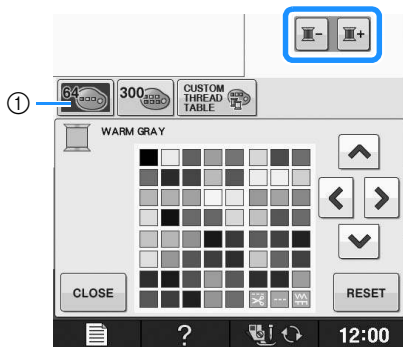 64
300
CUSTOM
THREAD
TABLE
①
WARM GRAY
CLOSE
RESET
?
12:00